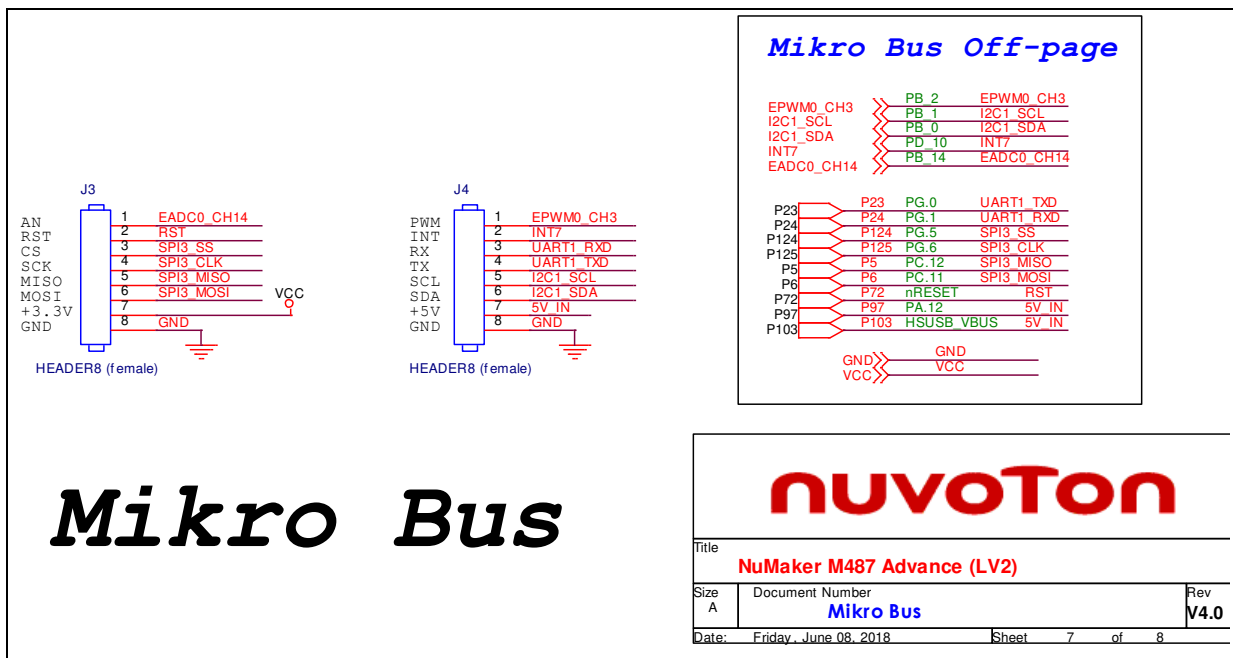 Mikro Bus Off-page
EPWM0_CH3 PB_2 EPWM0_CH3
I2C1_SCL PB_1 I2C1_SCL
I2C1_SDA PB_0 I2C1_SDA
INT7 PD_10 INT7
EADC0_CH14 PB_14 EADC0_CH14
P23 P23 PG.0 UART1_TXD
P24 P24 PG.1 UART1_RXD
P124 P124 PG.5 SPI3_SS
P125 P125 PG.6 SPI3_CLK
P5 P5 PC.12 SPI3_MISO
P6 P6 PC.11 SPI3_MOSI
P72 P72 nRESET RST
P97 P97 PA.12 5V_IN
P103 P103 HSUSB_VBUS 5V_IN
GND GND
VCC VCC
J3
AN 1 EADC0_CH14
RST 2 RST
CS 3 SPI3_SS
SCK 4 SPI3_CLK
MISO 5 SPI3_MISO
MOSI 6 SPI3_MOSI
+3.3V 7 VCC
GND 8 GND
HEADER8 (female)
J4
PWM 1 EPWM0_CH3
INT 2 INT7
RX 3 UART1_RXD
TX 4 UART1_TXD
SCL 5 I2C1_SCL
SDA 6 I2C1_SDA
+5V 7 5V_IN
GND 8 GND
HEADER8 (female)
Mikro Bus
nuvoTon
Title
NuMaker M487 Advance (LV2)
Size Document Number Rev
A Mikro Bus V4.0
Date: Friday, June 08, 2018 Sheet 7 of 8